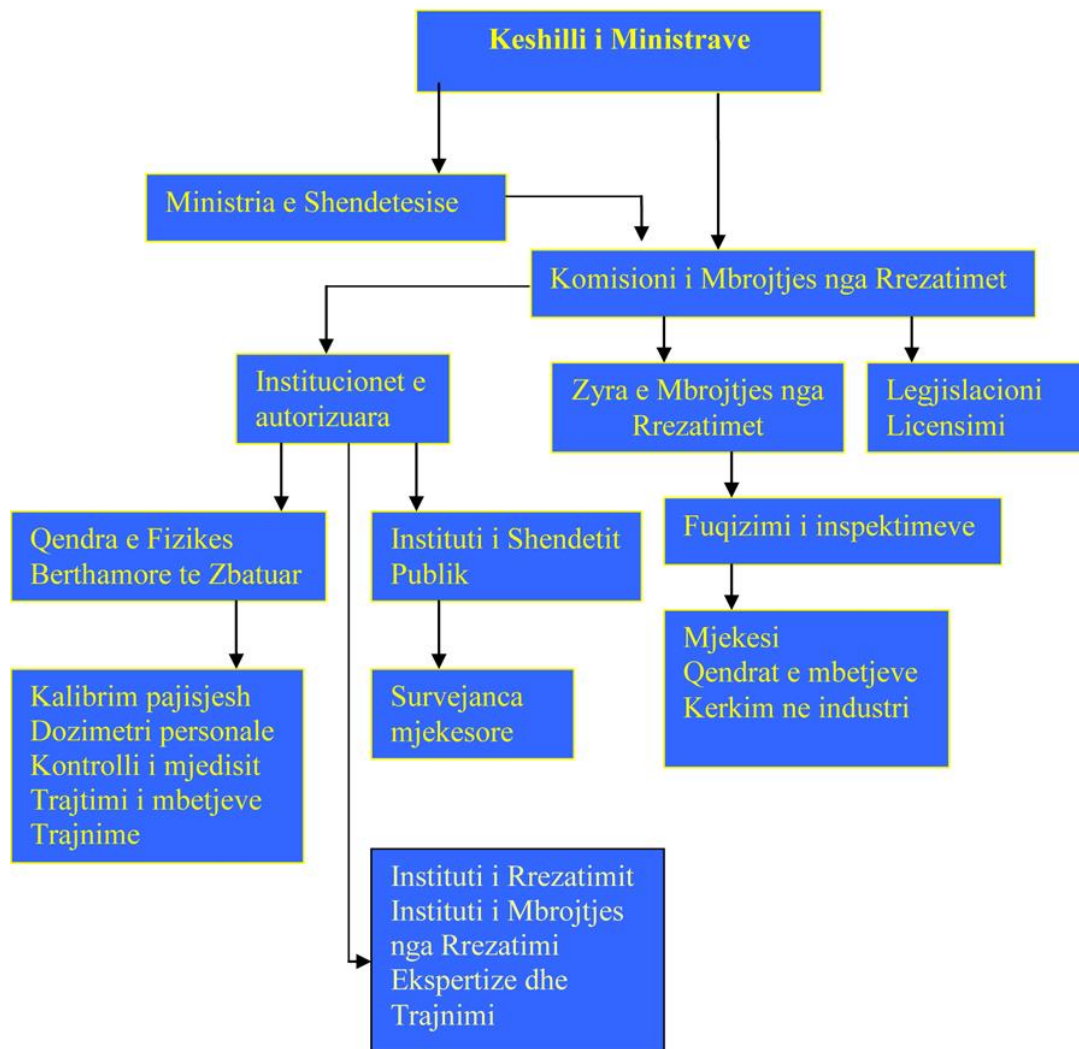 Keshilli i Ministrave
Ministria e Shendetesise
Komisioni i Mbrojtjes nga Rrezatimet
Institucionet e
autorizuara
Zyra e Mbrojtjes nga
Rrezatimet
Legjislacioni
Licensimi
Qendra e Fizikes
Berthamore te Zbatuar
Instituti i Shendetit
Publik
Fuqizimi i inspektimeve
Kalibrim pajisjesh
Dozimetri personale
Kontrolli i mjedisit
Trajtimi i mbetjeve
Trajnime
Survejanca
mjekesore
Mjekesi
Qendrat e mbetjeve
Kerkim ne industri
Instituti i Rrezatimit
Instituti i Mbrojtjes
nga Rrezatimi
Ekspertize dhe
Trajnimi